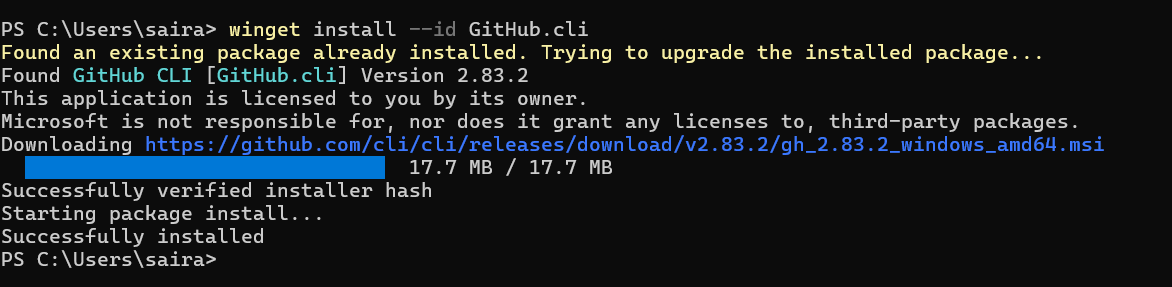 PS C:\Users\saira> winget install --id GitHub.cli
Found an existing package already installed. Trying to upgrade the installed package...
Found GitHub CLI [GitHub.cli] Version 2.83.2
This application is licensed to you by its owner.
Microsoft is not responsible for, nor does it grant any licenses to, third-party packages.
Downloading https://github.com/cli/cli/releases/download/v2.83.2/gh_2.83.2_windows_amd64.msi
17.7 MB / 17.7 MB
Successfully verified installer hash
Starting package install...
Successfully installed
PS C:\Users\saira>